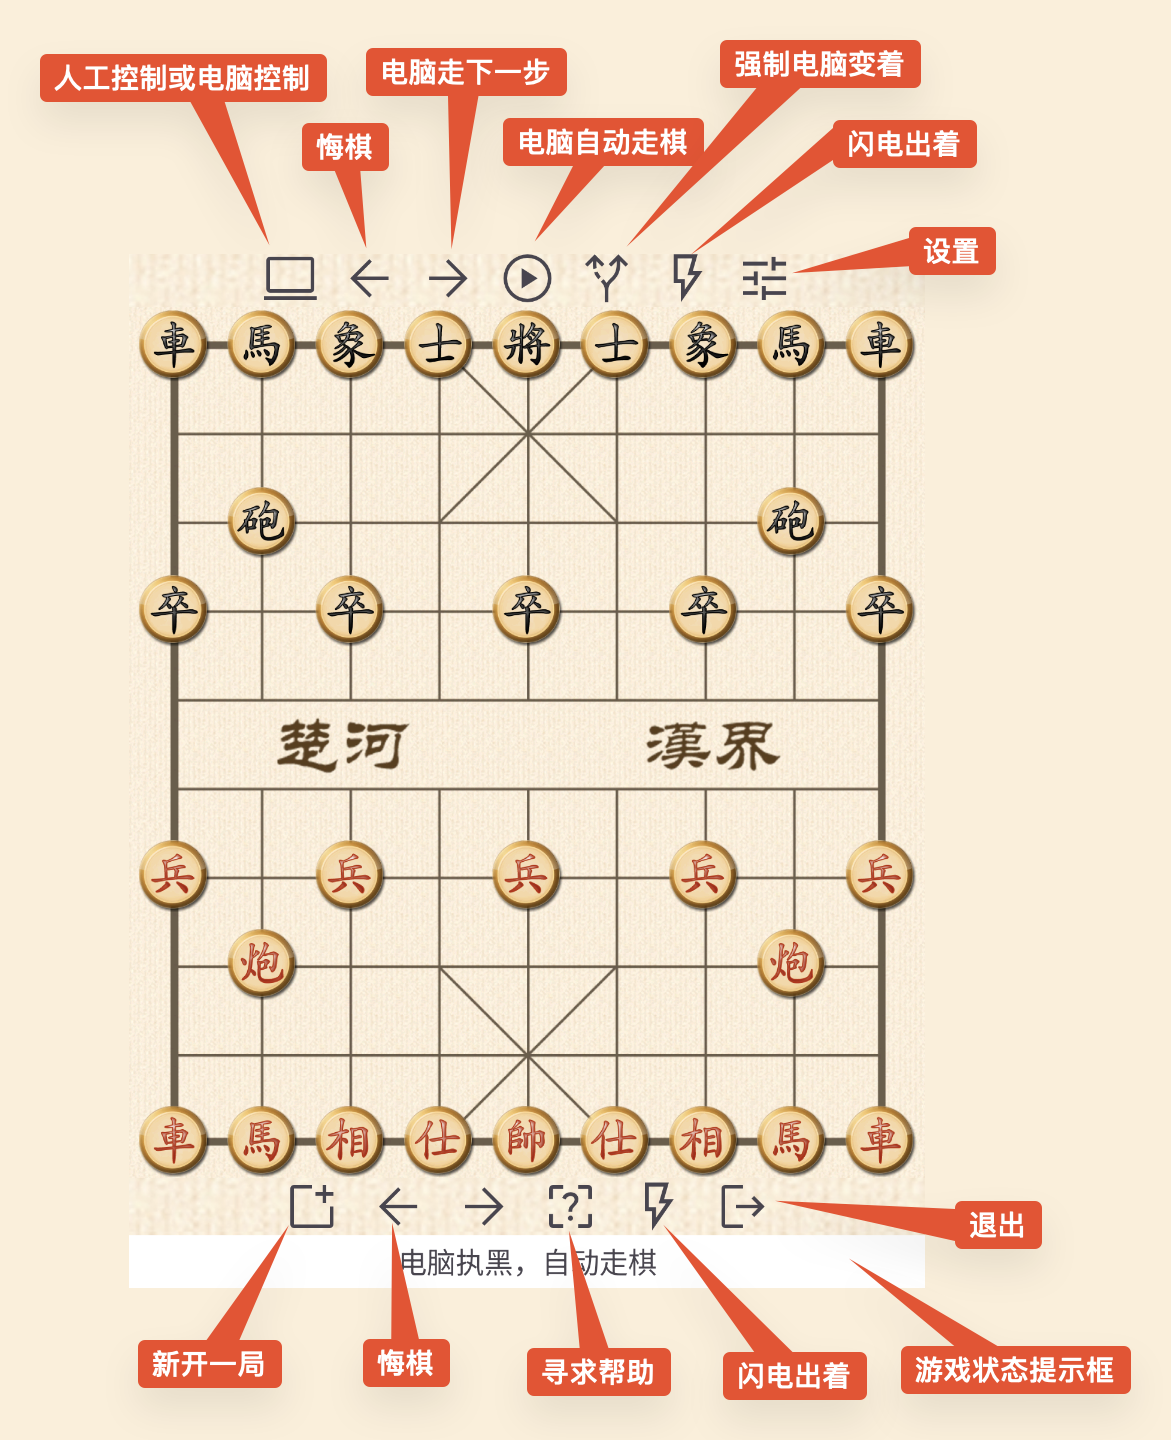 强制电脑变着
电脑走下一步
人工控制或电脑控制
电脑自动走棋
闪电出着
悔棋
设置
車 馬 象 士 將 士 象 馬 車
砲 砲
卒 卒 卒 卒 卒
楚河 漢界
兵 兵 兵 兵 兵
炮 炮
車 馬 相 仕 帥 仕 相 馬 車
退出
电脑执黑，自动走棋
新开一局
悔棋
寻求帮助
闪电出着
游戏状态提示框